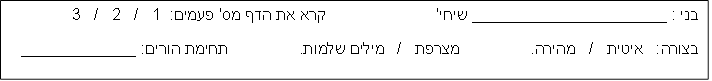 בני : ________________________ שיחי' קרא את הדף מס' פעמים: 1 / 2 / 3
בצורה: איטית / מהירה. מצרפת / מילים שלמות. תחימת הורים: ______________